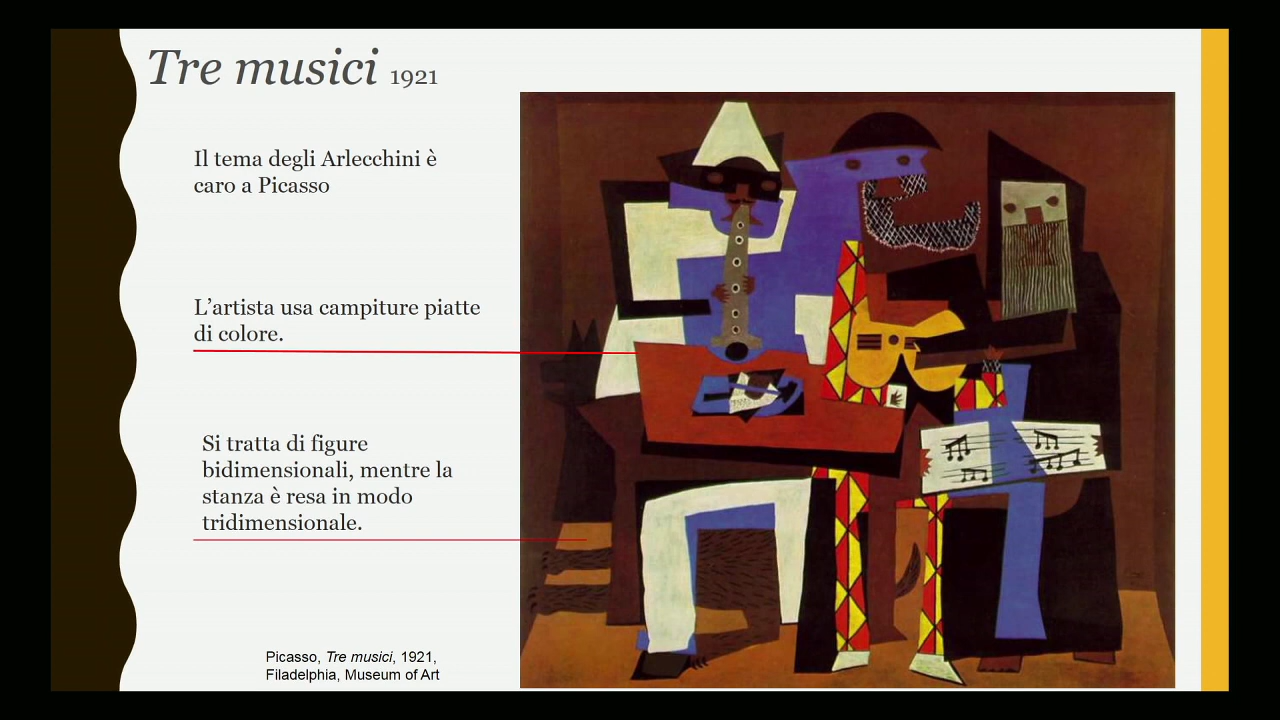 Tre musici 1921
Il tema degli Arlecchini è
caro a Picasso
L’artista usa campiture piatte
di colore.
Si tratta di figure
bidimensionali, mentre la
stanza è resa in modo
tridimensionale.
Picasso, Tre musici, 1921,
Filadelphia, Museum of Art